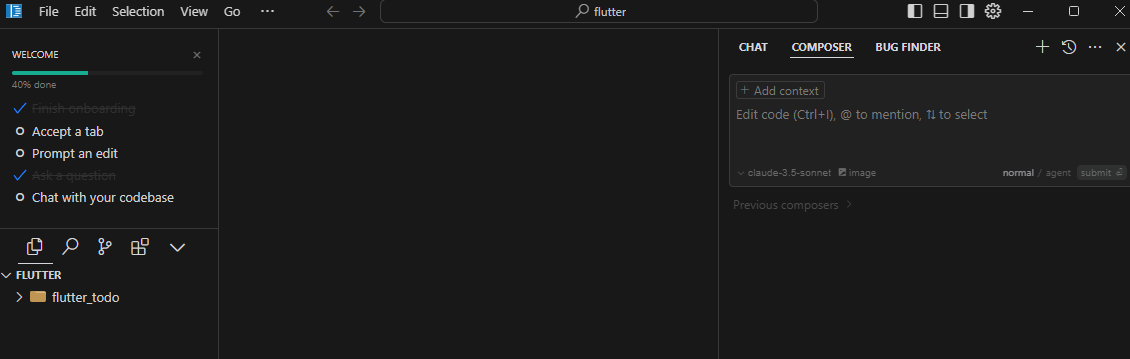 File Edit Selection View Go ··· flutter
WELCOME
40% done
Finish onboarding
Accept a tab
Prompt an edit
Ask a question
Chat with your codebase
FLUTTER
flutter_todo
CHAT COMPOSER BUG FINDER
+ Add context
Edit code (Ctrl+I), @ to mention, ⇅ to select
claude-3.5-sonnet image normal / agent submit ⏎
Previous composers